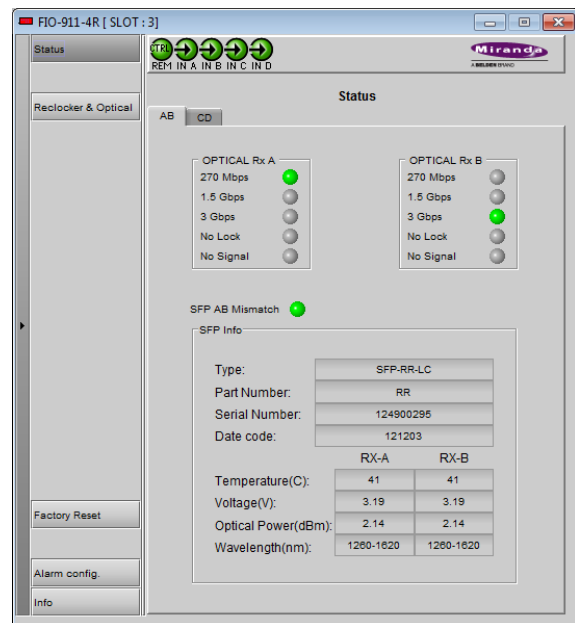 FIO-911-4R [ SLOT : 3]
Status
Reclocker & Optical
Factory Reset
Alarm config.
Info
CTRL
REM IN A IN B IN C IN D
Miranda
A BELDEN BRAND
Status
AB CD
OPTICAL Rx A
270 Mbps
1.5 Gbps
3 Gbps
No Lock
No Signal
OPTICAL Rx B
270 Mbps
1.5 Gbps
3 Gbps
No Lock
No Signal
SFP AB Mismatch
SFP Info
Type: SFP-RR-LC
Part Number: RR
Serial Number: 124900295
Date code: 121203
RX-A RX-B
Temperature(C): 41 41
Voltage(V): 3.19 3.19
Optical Power(dBm): 2.14 2.14
Wavelength(nm): 1260-1620 1260-1620